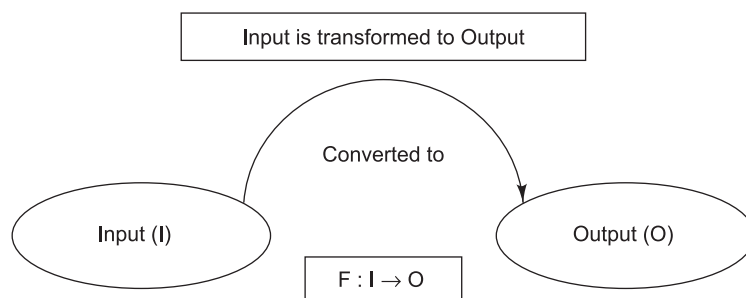 Input is transformed to Output
Converted to
Input (I)
Output (O)
F : I → O